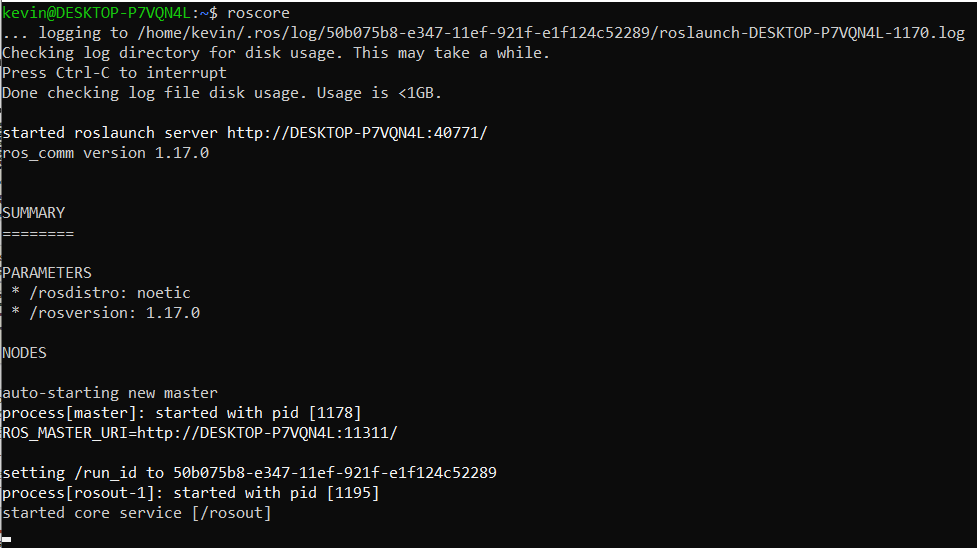 kevin@DESKTOP-P7VQN4L:~$ roscore
... logging to /home/kevin/.ros/log/50b075b8-e347-11ef-921f-e1f124c52289/roslaunch-DESKTOP-P7VQN4L-1170.log
Checking log directory for disk usage. This may take a while.
Press Ctrl-C to interrupt
Done checking log file disk usage. Usage is <1GB.

started roslaunch server http://DESKTOP-P7VQN4L:40771/
ros_comm version 1.17.0

SUMMARY
========

PARAMETERS
 * /rosdistro: noetic
 * /rosversion: 1.17.0

NODES

auto-starting new master
process[master]: started with pid [1178]
ROS_MASTER_URI=http://DESKTOP-P7VQN4L:11311/

setting /run_id to 50b075b8-e347-11ef-921f-e1f124c52289
process[rosout-1]: started with pid [1195]
started core service [/rosout]